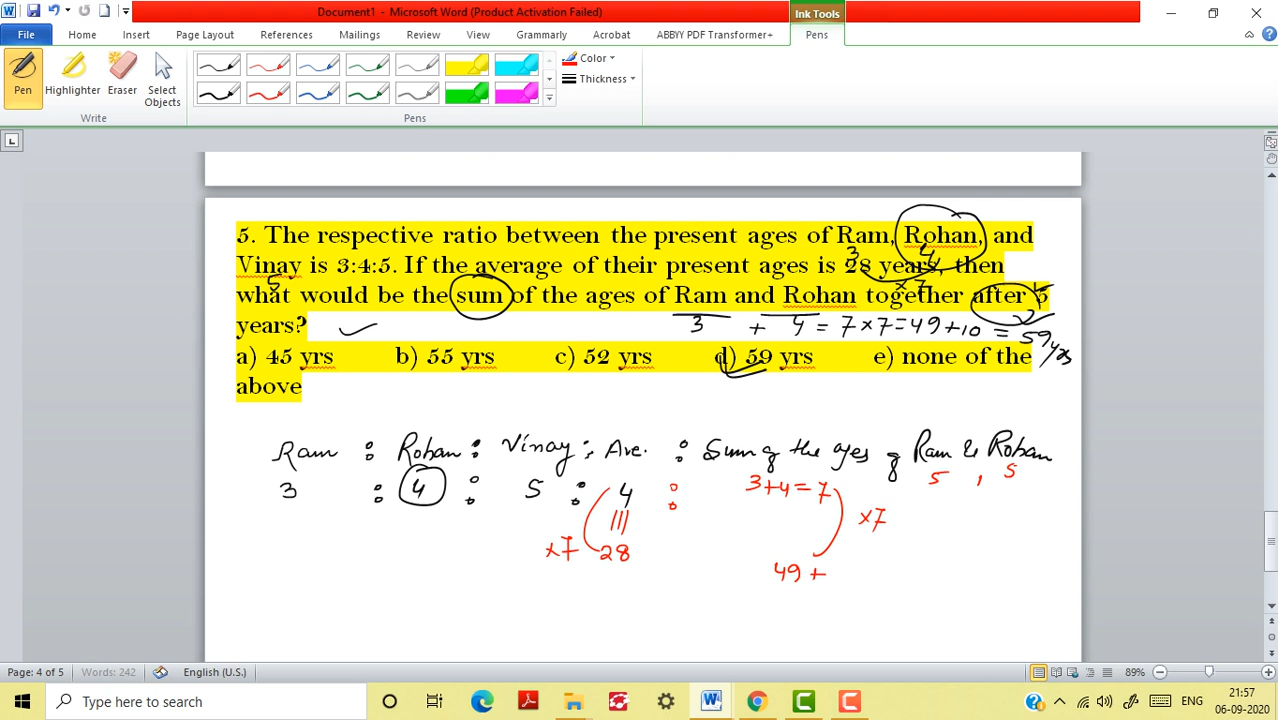 Document1 - Microsoft Word (Product Activation Failed)
Ink Tools
File Home Insert Page Layout References Mailings Review View Grammarly Acrobat ABBYY PDF Transformer+ Pens
Pen Highlighter Eraser Select Objects
Color
Thickness
Write
Pens
5. The respective ratio between the present ages of Ram, Rohan, and
3 4
Vinay is 3:4:5. If the average of their present ages is 28 years, then
5 ×7
what would be the sum of the ages of Ram and Rohan together after 5
years?
3 + 4 = 7 ×7 = 49 +10 = 59 yrs
a) 45 yrs b) 55 yrs c) 52 yrs d) 59 yrs e) none of the
above
Ram : Rohan : Vinay : Ave. : Sum of the ages of Ram & Rohan
5 , 5
3 : 4 : 5 : 4 : 3+4 = 7
×7
×7 28
49 +
Page: 4 of 5 Words: 242 English (U.S.) 89%
Type here to search
ENG
21:57
06-09-2020